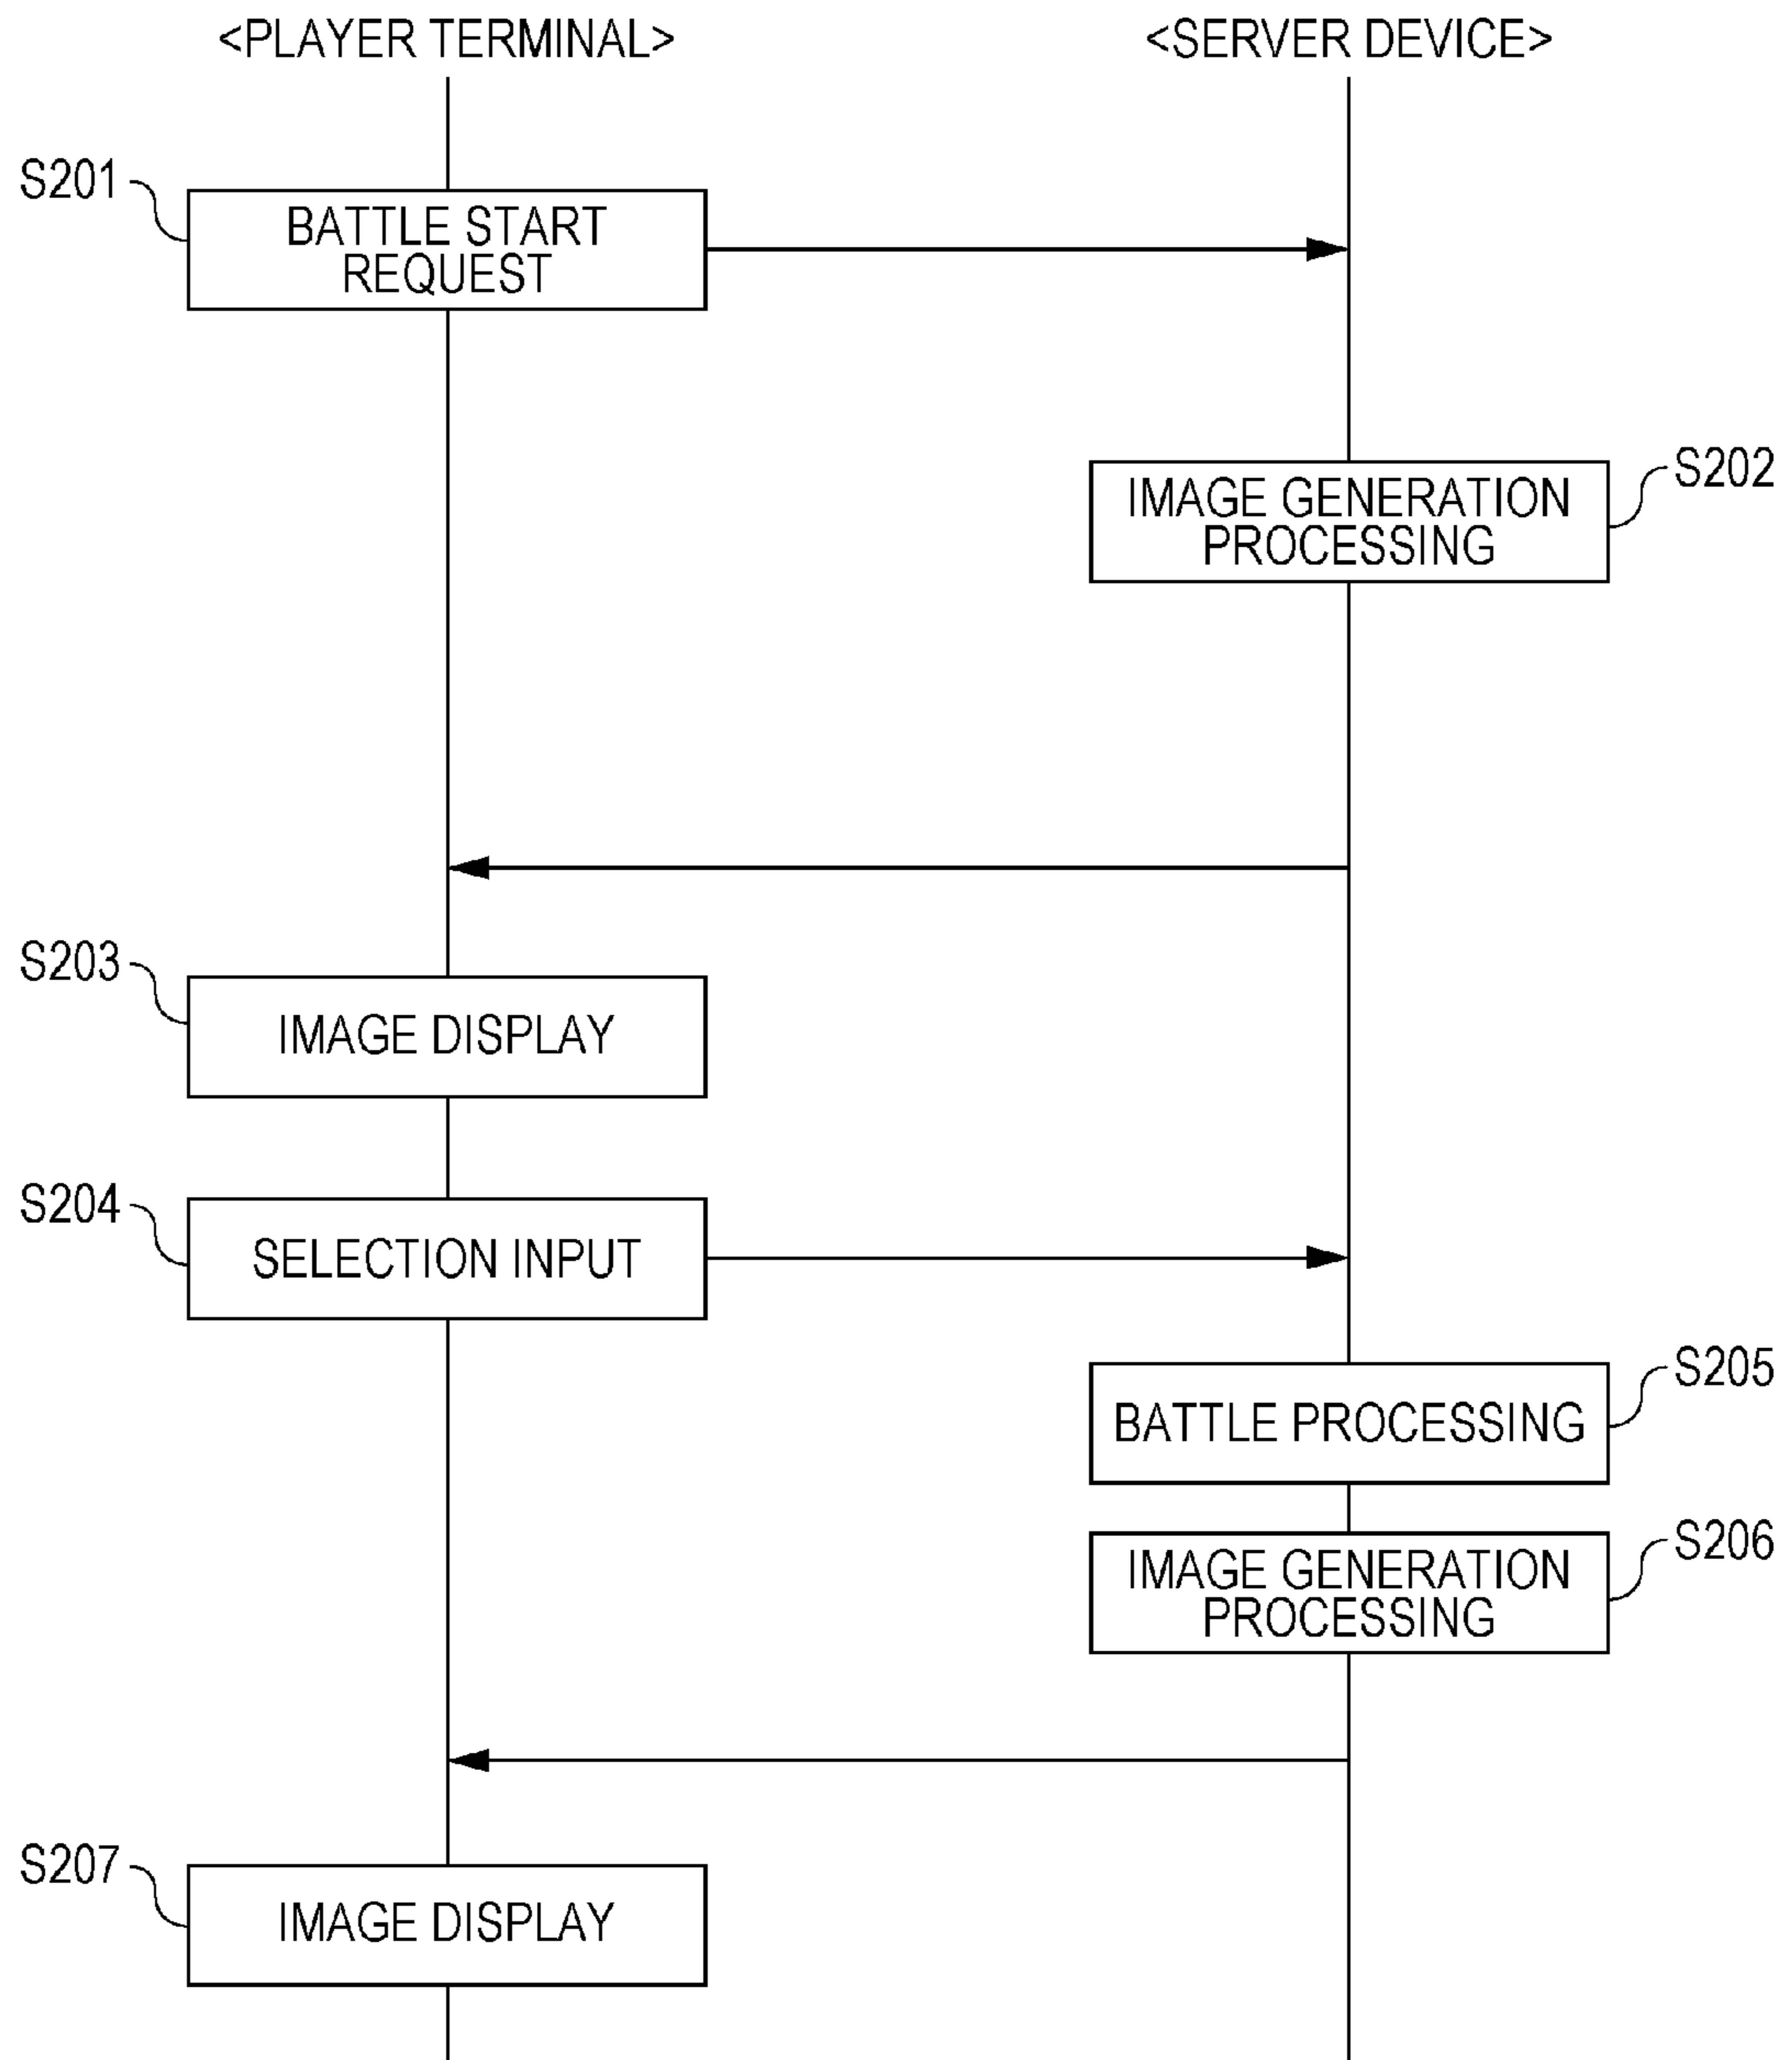 <PLAYER TERMINAL>
<SERVER DEVICE>
S201
BATTLE START
REQUEST
S202
IMAGE GENERATION
PROCESSING
S203
IMAGE DISPLAY
S204
SELECTION INPUT
S205
BATTLE PROCESSING
S206
IMAGE GENERATION
PROCESSING
S207
IMAGE DISPLAY